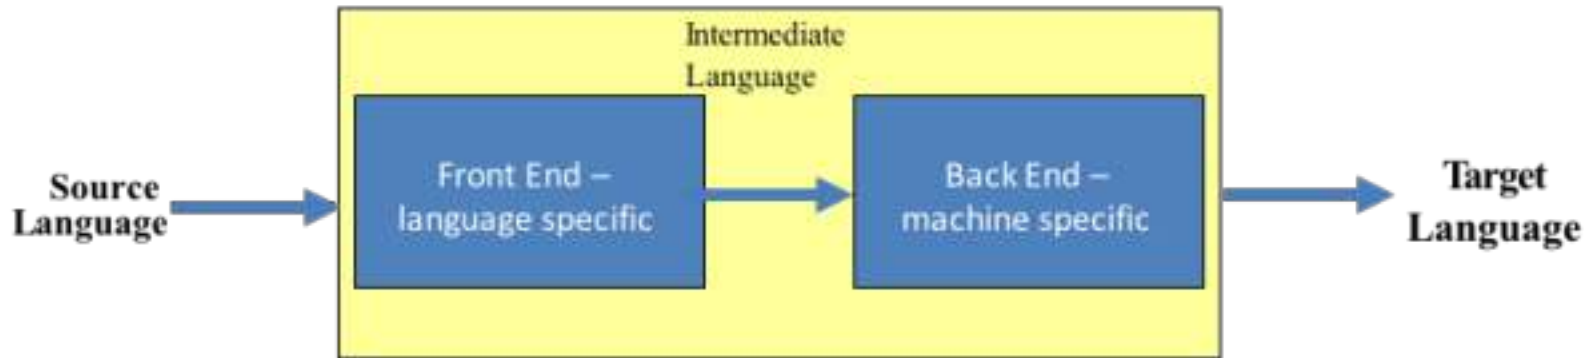 Source
Language
Intermediate
Language
Front End –
language specific
Back End –
machine specific
Target
Language